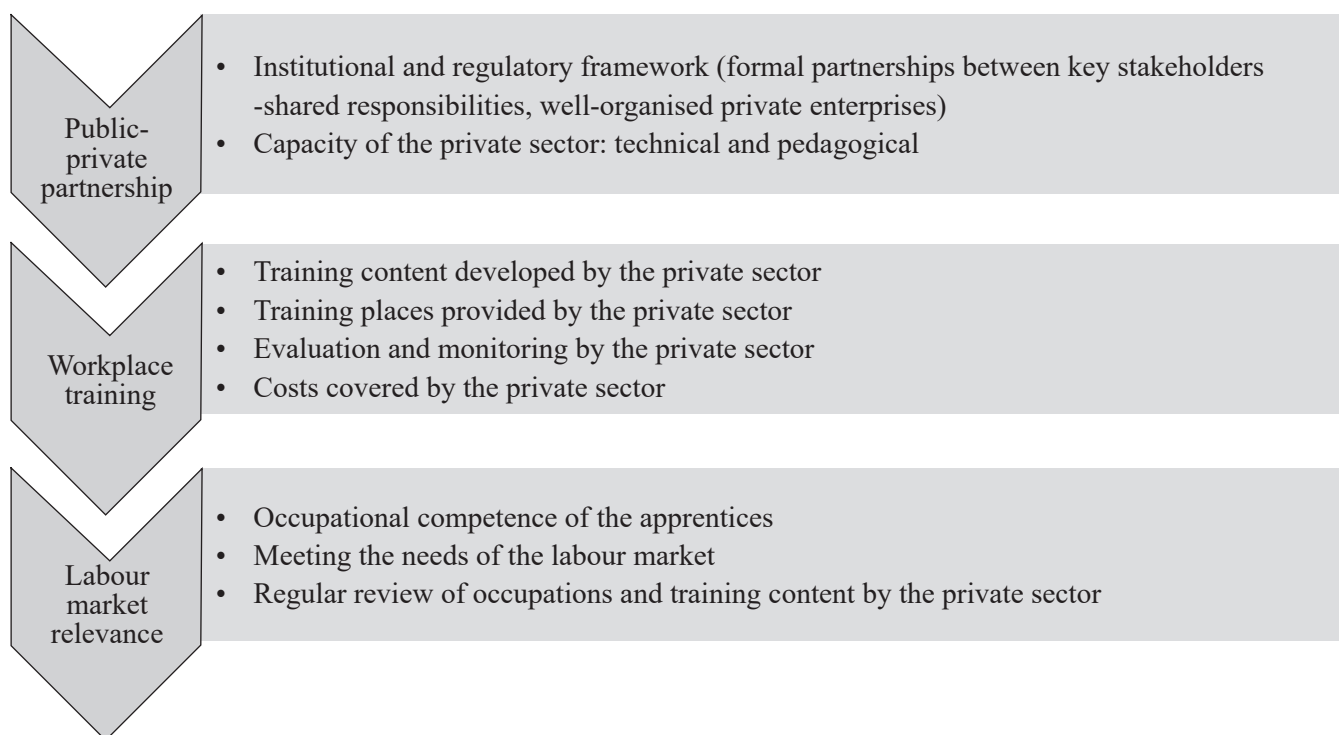 Public-
private
partnership
• Institutional and regulatory framework (formal partnerships between key stakeholders
-shared responsibilities, well-organised private enterprises)
• Capacity of the private sector: technical and pedagogical
Workplace
training
• Training content developed by the private sector
• Training places provided by the private sector
• Evaluation and monitoring by the private sector
• Costs covered by the private sector
Labour
market
relevance
• Occupational competence of the apprentices
• Meeting the needs of the labour market
• Regular review of occupations and training content by the private sector